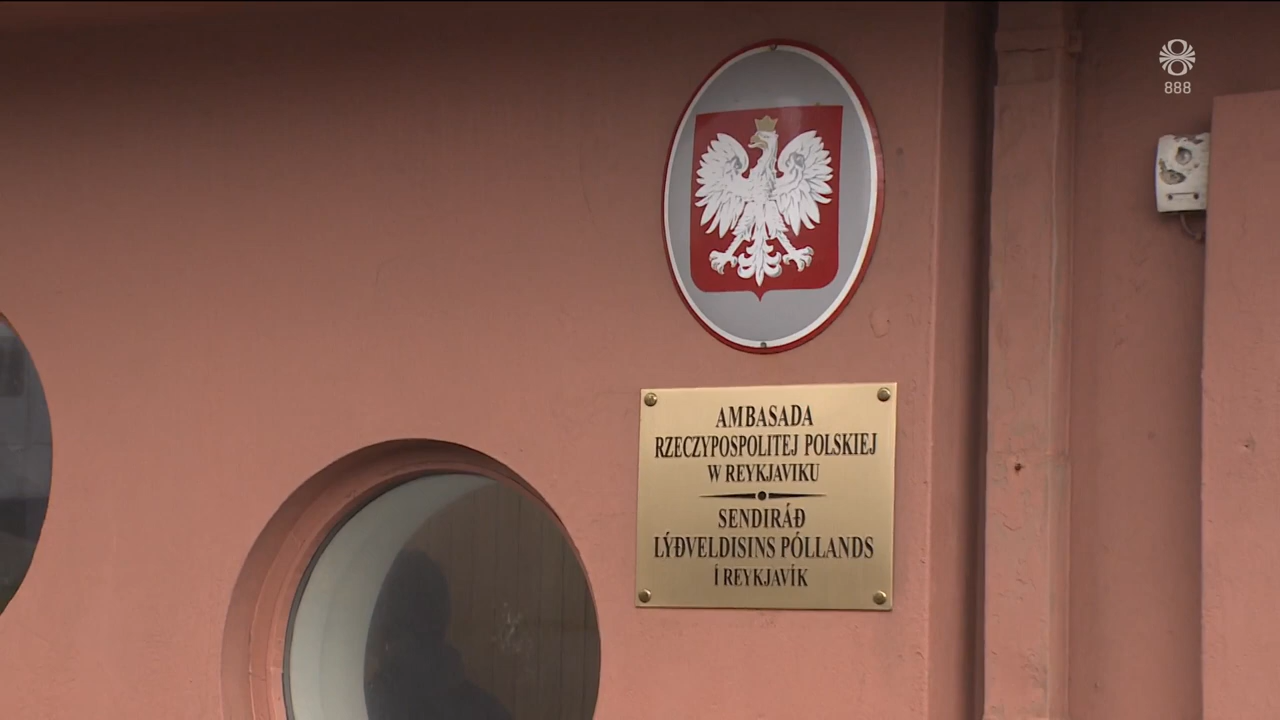 888
AMBASADA
RZECZYPOSPOLITEJ POLSKIEJ
W REYKJAVIKU
SENDIRÁÐ
LÝÐVELDISINS PÓLLANDS
Í REYKJAVÍK